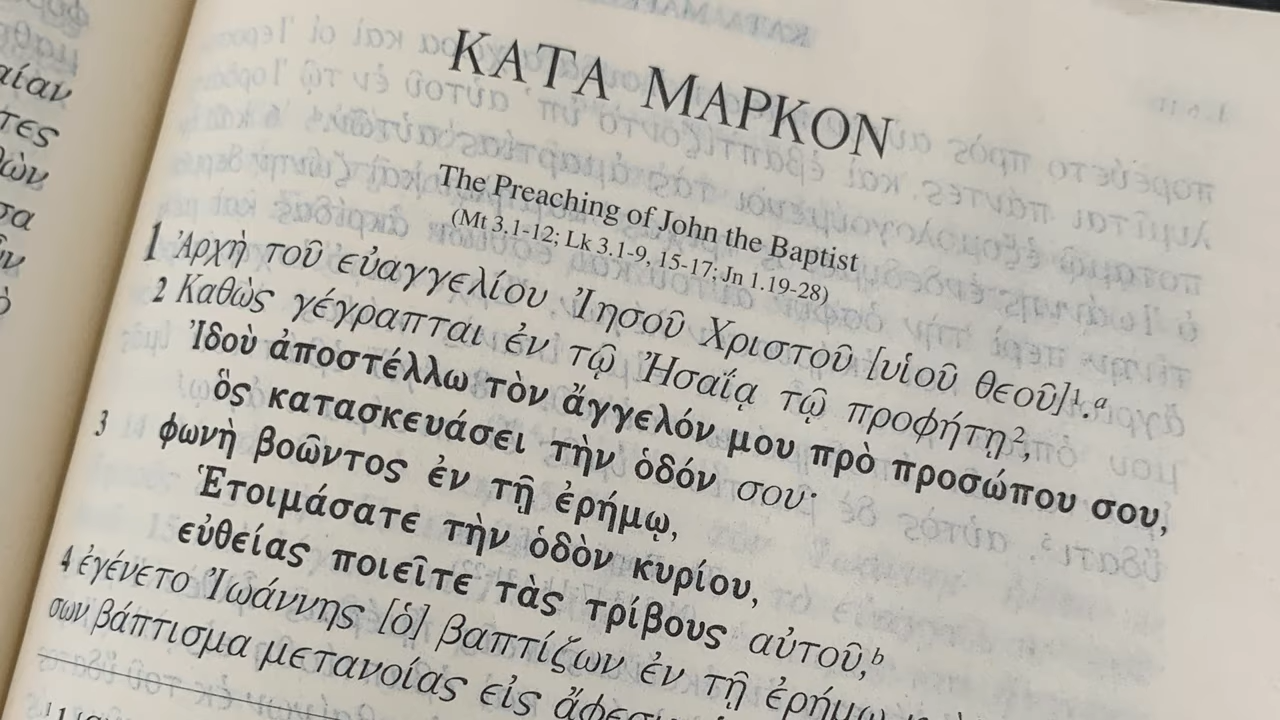 ΚΑΤΑ ΜΑΡΚΟΝ
The Preaching of John the Baptist
(Mt 3.1-12; Lk 3.1-9, 15-17; Jn 1.19-28)
1 Ἀρχὴ τοῦ εὐαγγελίου Ἰησοῦ Χριστοῦ [υἱοῦ θεοῦ]¹.ᵃ
2 Καθὼς γέγραπται ἐν τῷ Ἠσαΐᾳ τῷ προφήτῃ²,
Ἰδοὺ ἀποστέλλω τὸν ἄγγελόν μου πρὸ προσώπου σου,
ὃς κατασκευάσει τὴν ὁδόν σου·
3 φωνὴ βοῶντος ἐν τῇ ἐρήμῳ,
Ἑτοιμάσατε τὴν ὁδὸν κυρίου,
εὐθείας ποιεῖτε τὰς τρίβους αὐτοῦ,ᵇ
4 ἐγένετο Ἰωάννης [ὁ] βαπτίζων ἐν τῇ ἐρήμῳ
σων βάπτισμα μετανοίας εἰς